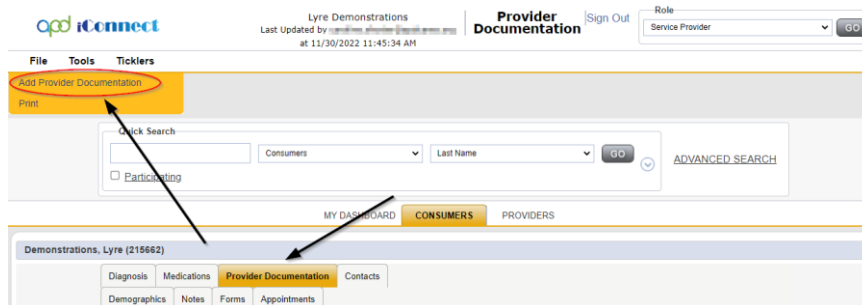 apd iConnect
Lyre Demonstrations
Last Updated by
at 11/30/2022 11:45:34 AM
Provider
Documentation
Sign Out
Role
Service Provider
GO
File Tools Ticklers
Add Provider Documentation
Print
Quick Search
Consumers
Last Name
GO
ADVANCED SEARCH
Participating
MY DASHBOARD CONSUMERS PROVIDERS
Demonstrations, Lyre (215662)
Diagnosis Medications Provider Documentation Contacts
Demographics Notes Forms Appointments